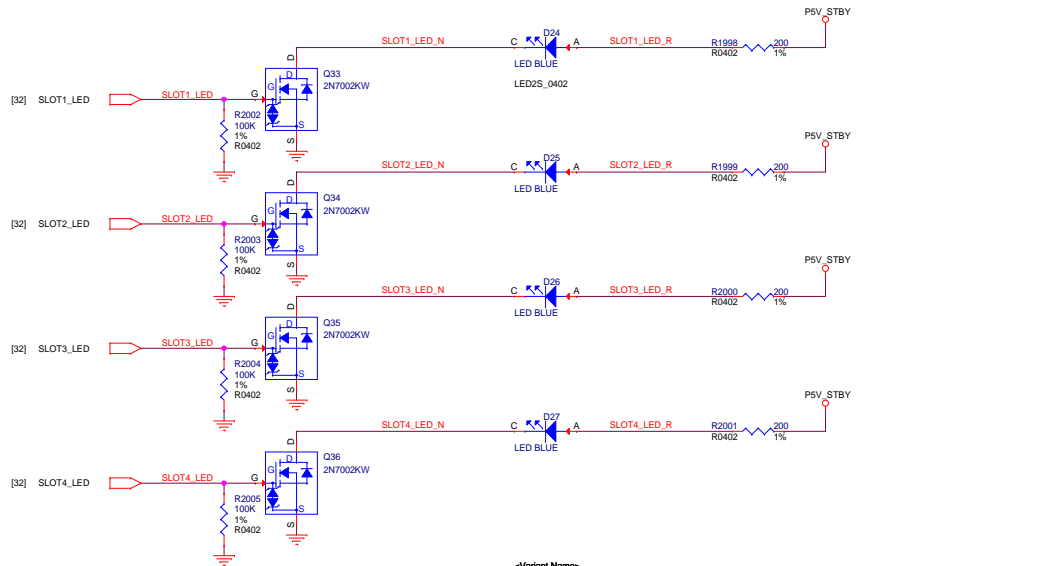 P5V_STBY
D24
SLOT1_LED_N C A SLOT1_LED_R R1998 200
R0402 1%
LED BLUE
LED2S_0402
D
Q33
2N7002KW
D
G
S
[32] SLOT1_LED SLOT1_LED G
R2002
100K
1%
R0402
S
P5V_STBY
D25
SLOT2_LED_N C A SLOT2_LED_R R1999 200
R0402 1%
LED BLUE
D
Q34
2N7002KW
D
G
S
[32] SLOT2_LED SLOT2_LED G
R2003
100K
1%
R0402
S
P5V_STBY
D26
SLOT3_LED_N C A SLOT3_LED_R R2000 200
R0402 1%
LED BLUE
D
Q35
2N7002KW
D
G
S
[32] SLOT3_LED SLOT3_LED G
R2004
100K
1%
R0402
S
P5V_STBY
D27
SLOT4_LED_N C A SLOT4_LED_R R2001 200
R0402 1%
LED BLUE
D
Q36
2N7002KW
D
G
S
[32] SLOT4_LED SLOT4_LED G
R2005
100K
1%
R0402
S
<Variant Name>